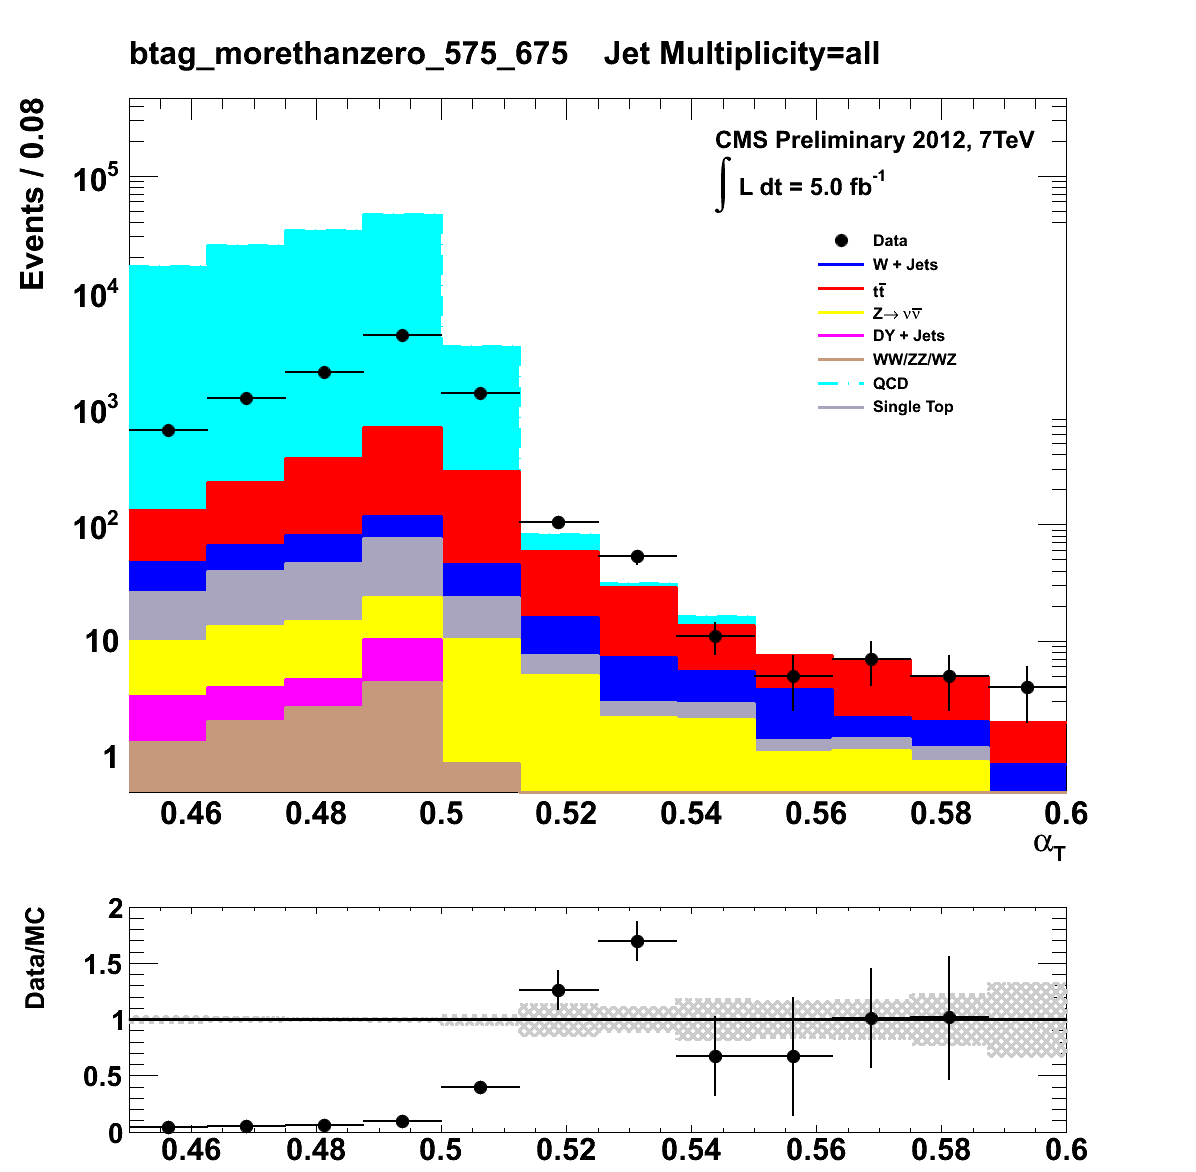 btag_morethanzero_575_675 Jet Multiplicity=all
Events / 0.08
CMS Preliminary 2012, 7TeV
∫ L dt = 5.0 fb⁻¹
Data
W + Jets
tt̅
Z→ νν̅
DY + Jets
WW/ZZ/WZ
QCD
Single Top
10⁵
10⁴
10³
10²
10
1
0.46 0.48 0.5 0.52 0.54 0.56 0.58 0.6
α_T
Data/MC
2
1.5
1
0.5
0
0.46 0.48 0.5 0.52 0.54 0.56 0.58 0.6